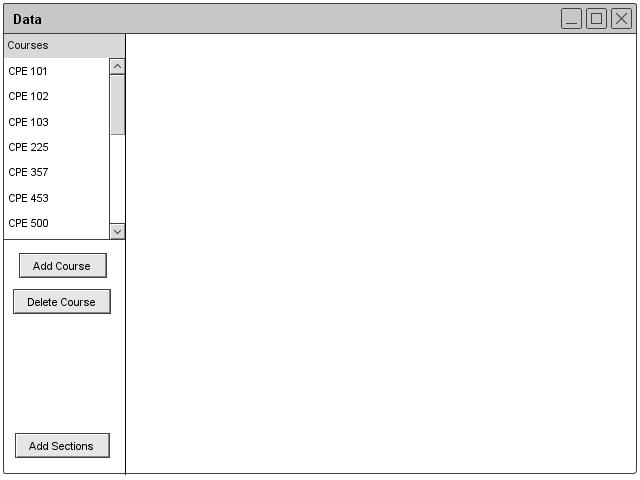 Data
Courses
CPE 101
CPE 102
CPE 103
CPE 225
CPE 357
CPE 453
CPE 500
Add Course
Delete Course
Add Sections